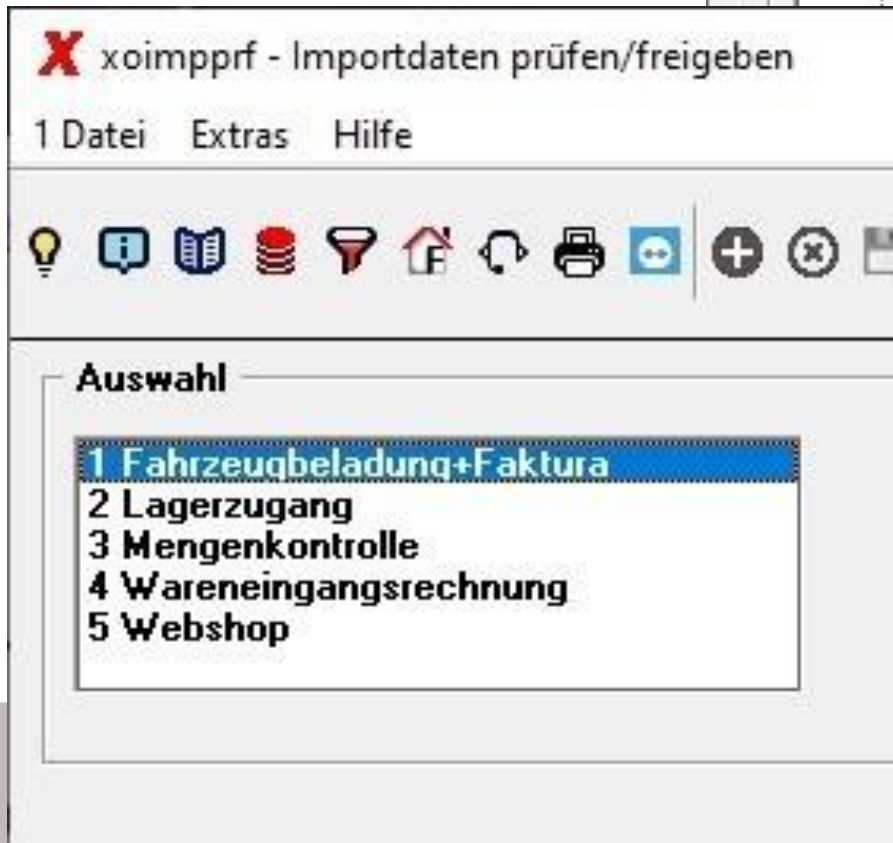 xoimpprf - Importdaten prüfen/freigeben
1 Datei Extras Hilfe
Auswahl
1 Fahrzeugbeladung+Faktura
2 Lagerzugang
3 Mengenkontrolle
4 Wareneingangsrechnung
5 Webshop